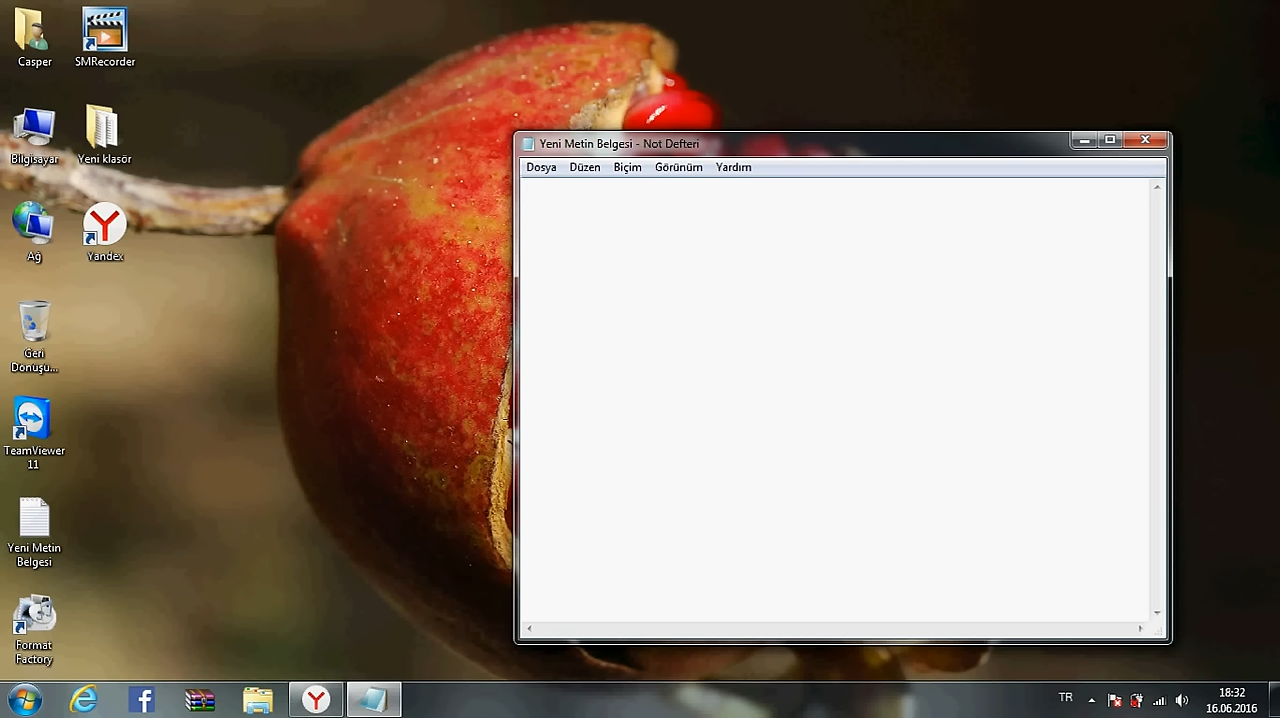 Casper
SMRecorder
Bilgisayar
Yeni klasör
Ağ
Yandex
Geri
Dönüşü...
TeamViewer
11
Yeni Metin
Belgesi
Format
Factory
Yeni Metin Belgesi - Not Defteri
Dosya Düzen Biçim Görünüm Yardım
TR
18:32
16.06.2016